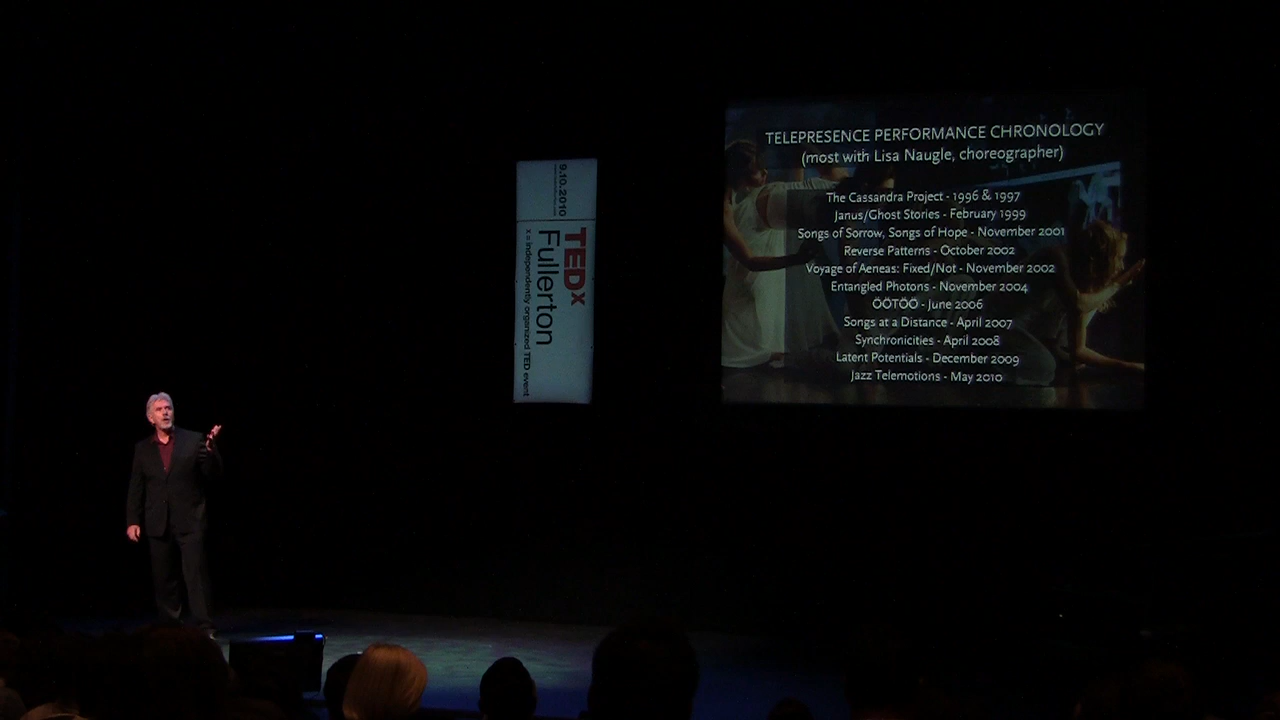 9.10.2010
TEDx
Fullerton
x = independently organized TED event
TELEPRESENCE PERFORMANCE CHRONOLOGY
(most with Lisa Naugle, choreographer)
The Cassandra Project - 1996 & 1997
Janus/Ghost Stories - February 1999
Songs of Sorrow, Songs of Hope - November 2001
Reverse Patterns - October 2002
Voyage of Aeneas: Fixed/Not - November 2002
Entangled Photons - November 2004
ÖÖTÖÖ - June 2006
Songs at a Distance - April 2007
Synchronicities - April 2008
Latent Potentials - December 2009
Jazz Telemotions - May 2010